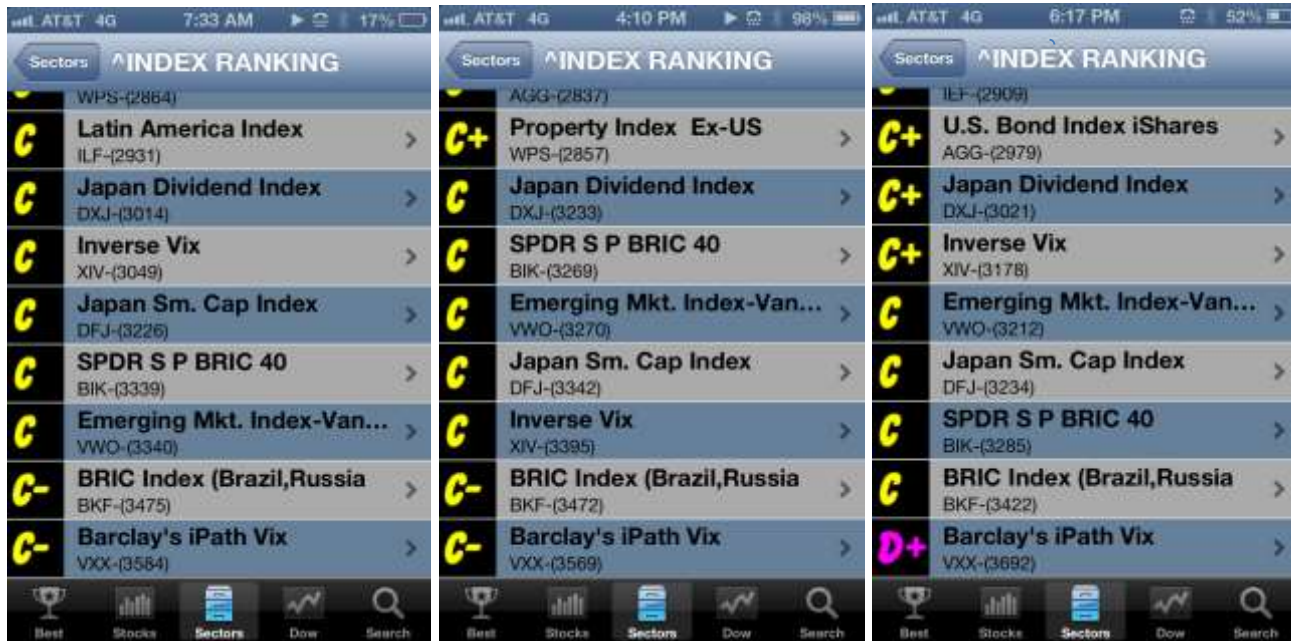 AT&T 4G 7:33 AM 17%
Sectors ^INDEX RANKING
WPS-(2864)
C Latin America Index
ILF-(2931)
C Japan Dividend Index
DXJ-(3014)
C Inverse Vix
XIV-(3049)
C Japan Sm. Cap Index
DFJ-(3226)
C SPDR S P BRIC 40
BIK-(3339)
C Emerging Mkt. Index-Van...
VWO-(3340)
C- BRIC Index (Brazil,Russia
BKF-(3475)
C- Barclay's iPath Vix
VXX-(3584)
Best Stocks Sectors Dow Search
AT&T 4G 4:10 PM 98%
Sectors ^INDEX RANKING
AGG-(2837)
C+ Property Index Ex-US
WPS-(2857)
C Japan Dividend Index
DXJ-(3233)
C SPDR S P BRIC 40
BIK-(3269)
C Emerging Mkt. Index-Van...
VWO-(3270)
C Japan Sm. Cap Index
DFJ-(3342)
C Inverse Vix
XIV-(3395)
C- BRIC Index (Brazil,Russia
BKF-(3472)
C- Barclay's iPath Vix
VXX-(3569)
Best Stocks Sectors Dow Search
AT&T 4G 6:17 PM 52%
Sectors ^INDEX RANKING
IEF-(2909)
C+ U.S. Bond Index iShares
AGG-(2979)
C+ Japan Dividend Index
DXJ-(3021)
C+ Inverse Vix
XIV-(3178)
C Emerging Mkt. Index-Van...
VWO-(3212)
C Japan Sm. Cap Index
DFJ-(3234)
C SPDR S P BRIC 40
BIK-(3285)
C BRIC Index (Brazil,Russia
BKF-(3422)
D+ Barclay's iPath Vix
VXX-(3692)
Best Stocks Sectors Dow Search